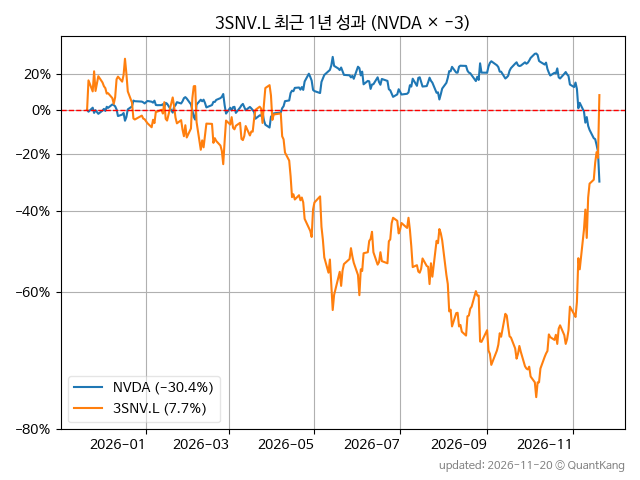 3SNV.L 최근 1년 성과 (NVDA × −3)
20%
0%
−20%
−40%
−60%
−80%
NVDA (−30.4%)
3SNV.L (7.7%)
2026-01 2026-03 2026-05 2026-07 2026-09 2026-11
updated: 2026-11-20 © QuantKang